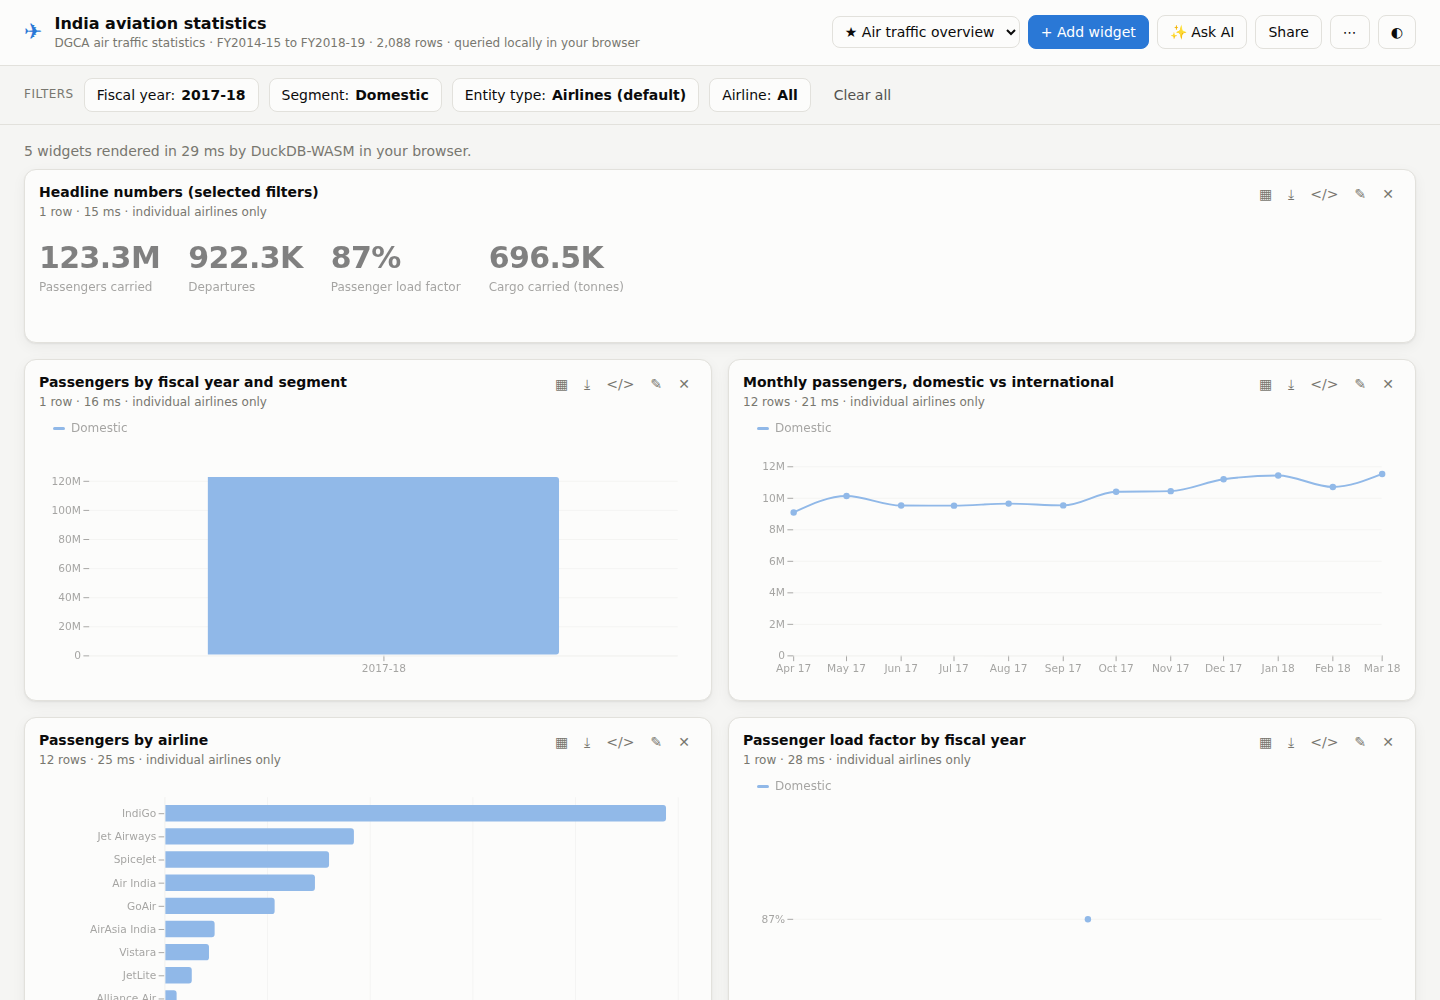 ✈ India aviation statistics
DGCA air traffic statistics · FY2014-15 to FY2018-19 · 2,088 rows · queried locally in your browser
★ Air traffic overview
+ Add widget
✨ Ask AI
Share
⋯
◐
FILTERS
Fiscal year: 2017-18
Segment: Domestic
Entity type: Airlines (default)
Airline: All
Clear all
5 widgets rendered in 29 ms by DuckDB-WASM in your browser.
Headline numbers (selected filters)
1 row · 15 ms · individual airlines only
▦ ⤓ </> ✎ ✕
123.3M 922.3K 87% 696.5K
Passengers carried Departures Passenger load factor Cargo carried (tonnes)
Passengers by fiscal year and segment
1 row · 16 ms · individual airlines only
▦ ⤓ </> ✎ ✕
Domestic
120M
100M
80M
60M
40M
20M
0
2017-18
Monthly passengers, domestic vs international
12 rows · 21 ms · individual airlines only
▦ ⤓ </> ✎ ✕
Domestic
12M
10M
8M
6M
4M
2M
0
Apr 17 May 17 Jun 17 Jul 17 Aug 17 Sep 17 Oct 17 Nov 17 Dec 17 Jan 18 Feb 18 Mar 18
Passengers by airline
12 rows · 25 ms · individual airlines only
▦ ⤓ </> ✎ ✕
IndiGo
Jet Airways
SpiceJet
Air India
GoAir
AirAsia India
Vistara
JetLite
Alliance Air
Passenger load factor by fiscal year
1 row · 28 ms · individual airlines only
▦ ⤓ </> ✎ ✕
Domestic
87%